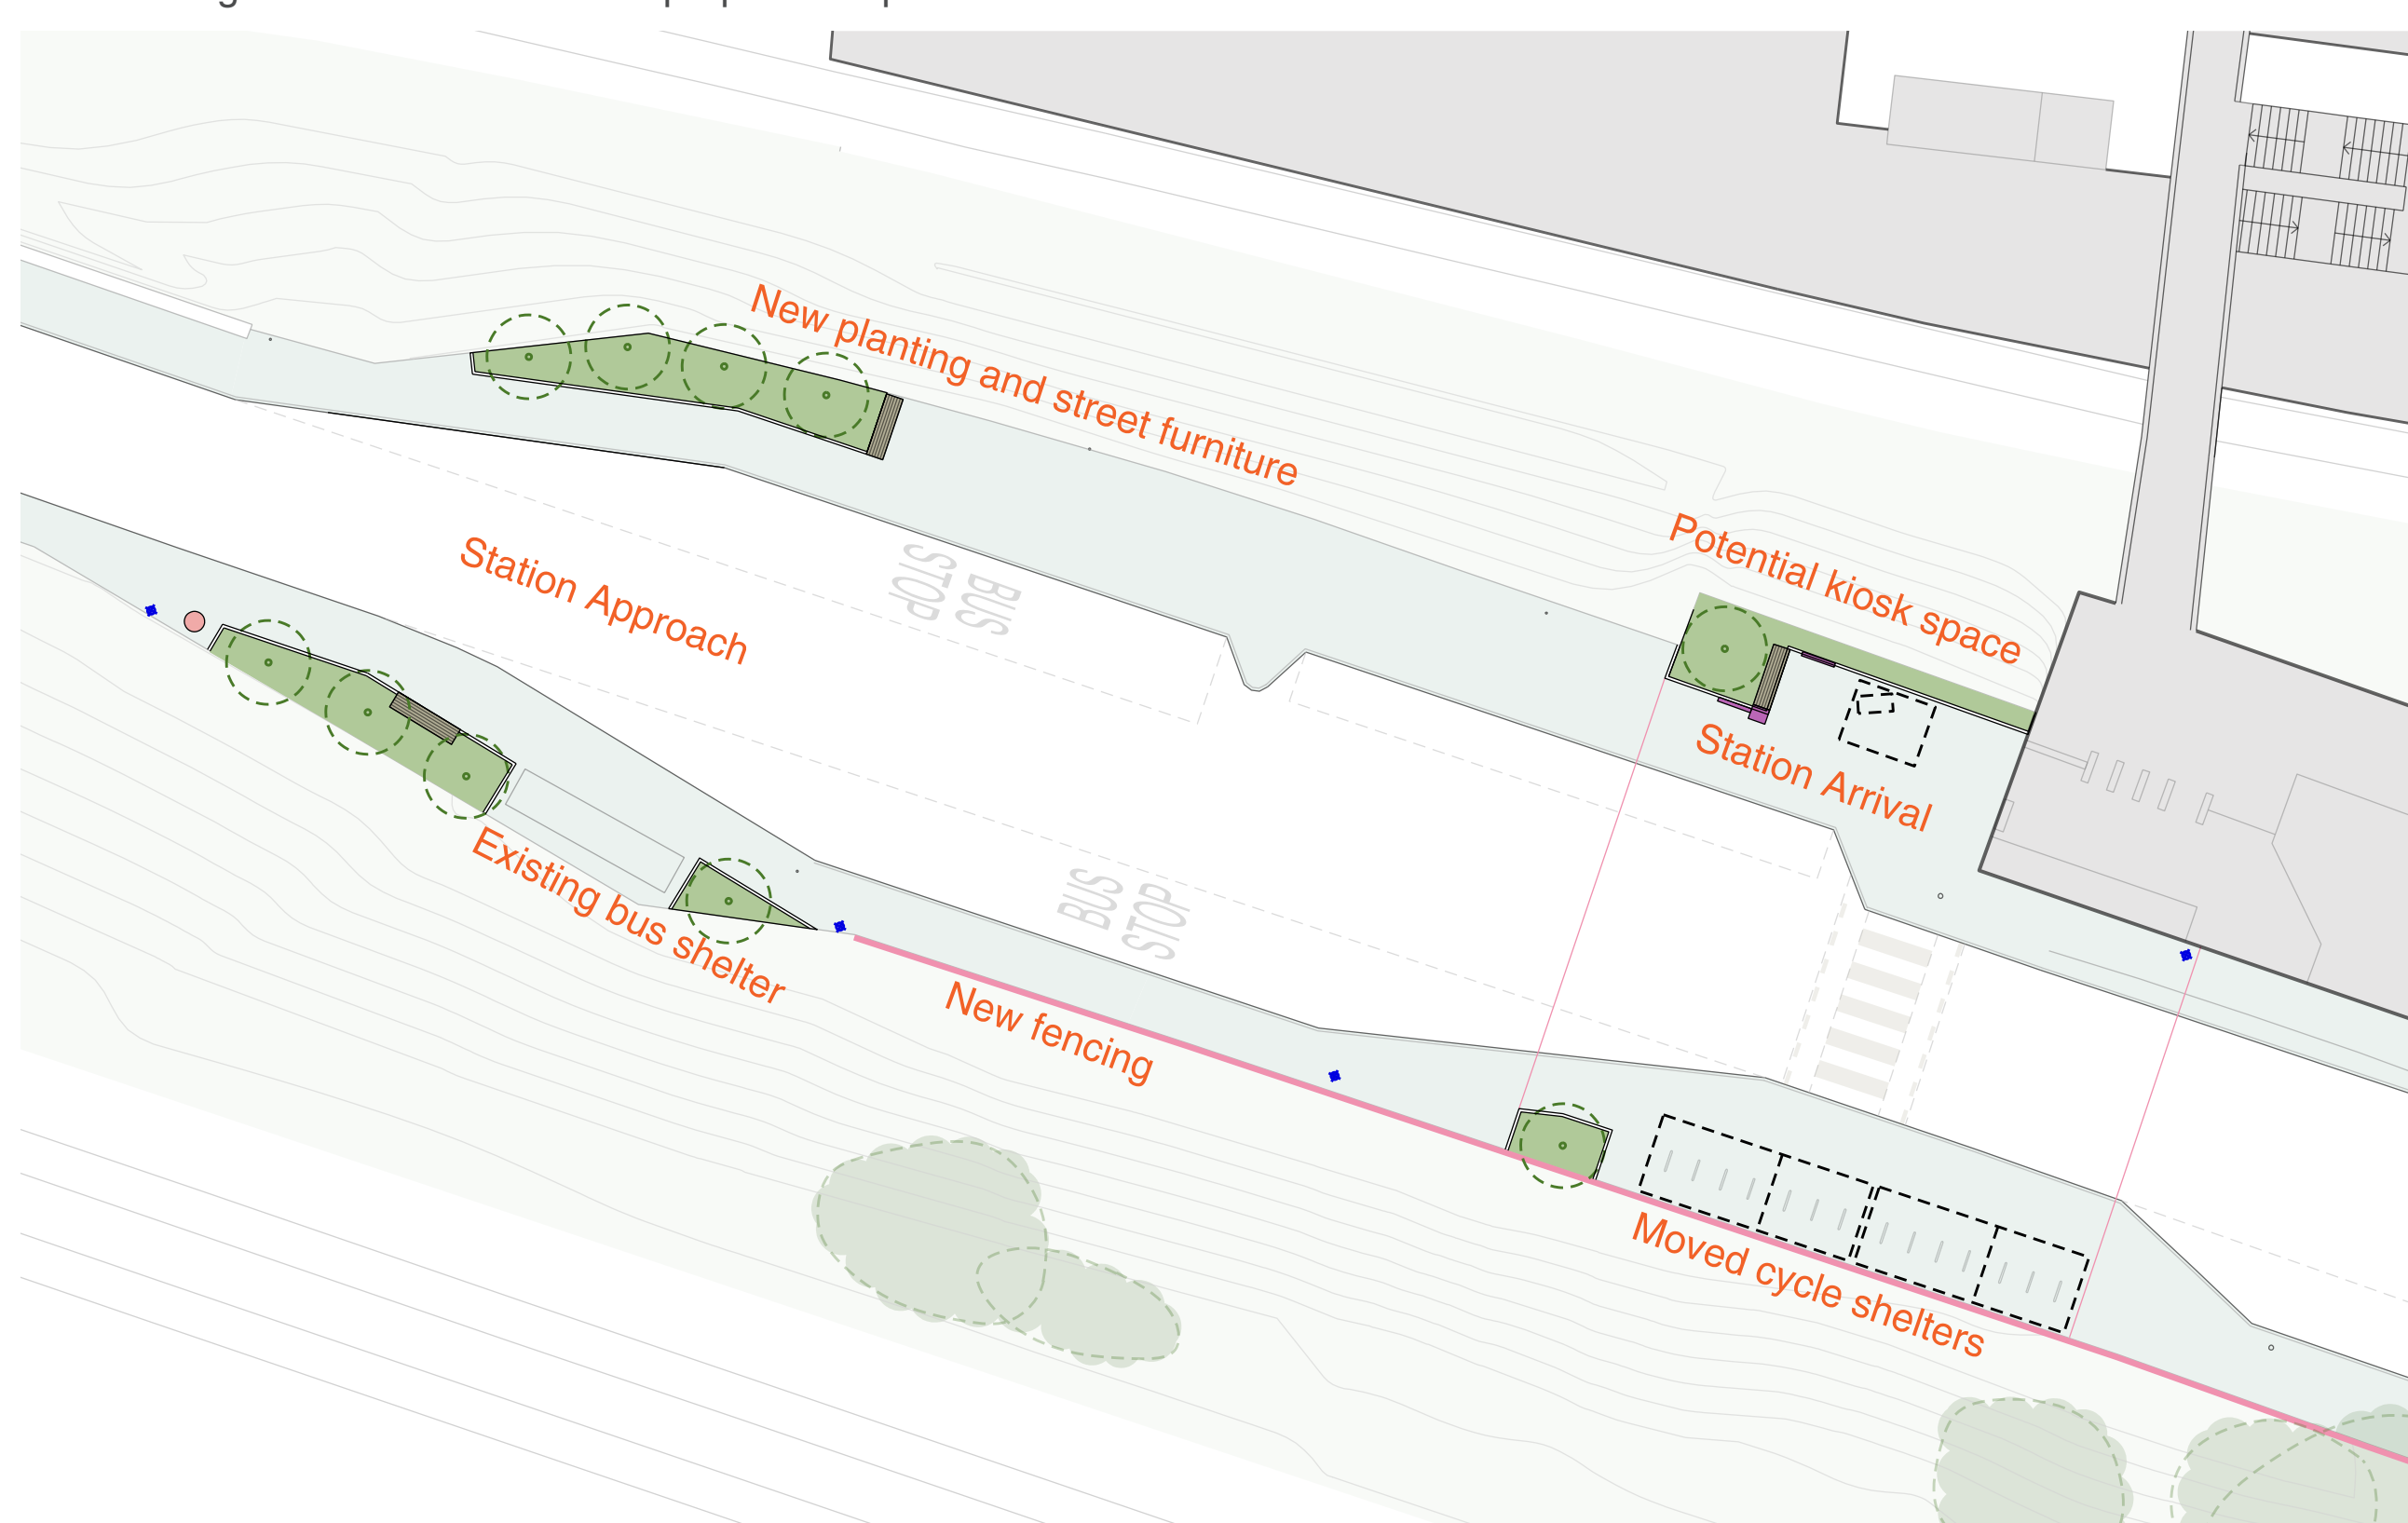 New planting and street furniture
Potential kiosk space
Station Approach
BUS
STOP
Station Arrival
Existing bus shelter
BUS
STOP
New fencing
Moved cycle shelters